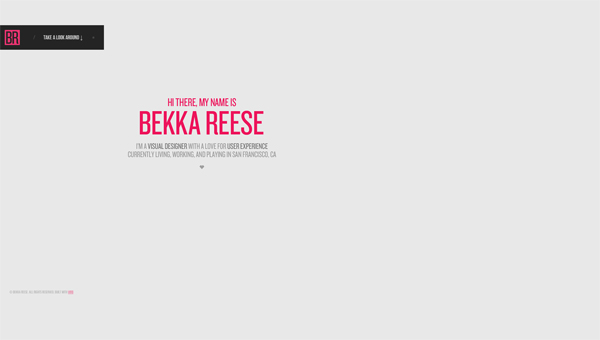 BR
TAKE A LOOK AROUND ↓
HI THERE, MY NAME IS
BEKKA REESE
I'M A VISUAL DESIGNER WITH A LOVE FOR USER EXPERIENCE
CURRENTLY LIVING, WORKING, AND PLAYING IN SAN FRANCISCO, CA